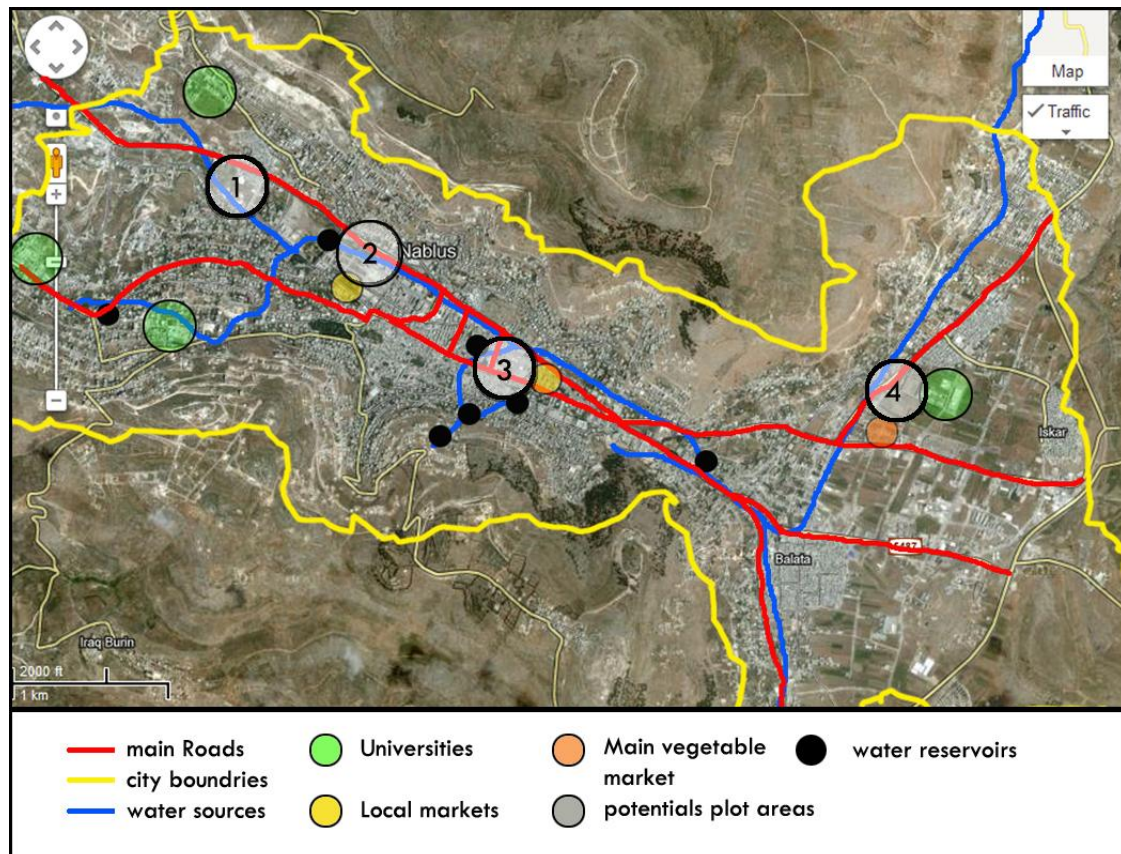 Map
Traffic
1
2
Nablus
3
4
Iskar
Balata
Iraq Burin
2000 ft
1 km
main Roads
city boundries
water sources
Universities
Local markets
Main vegetable
market
potentials plot areas
water reservoirs